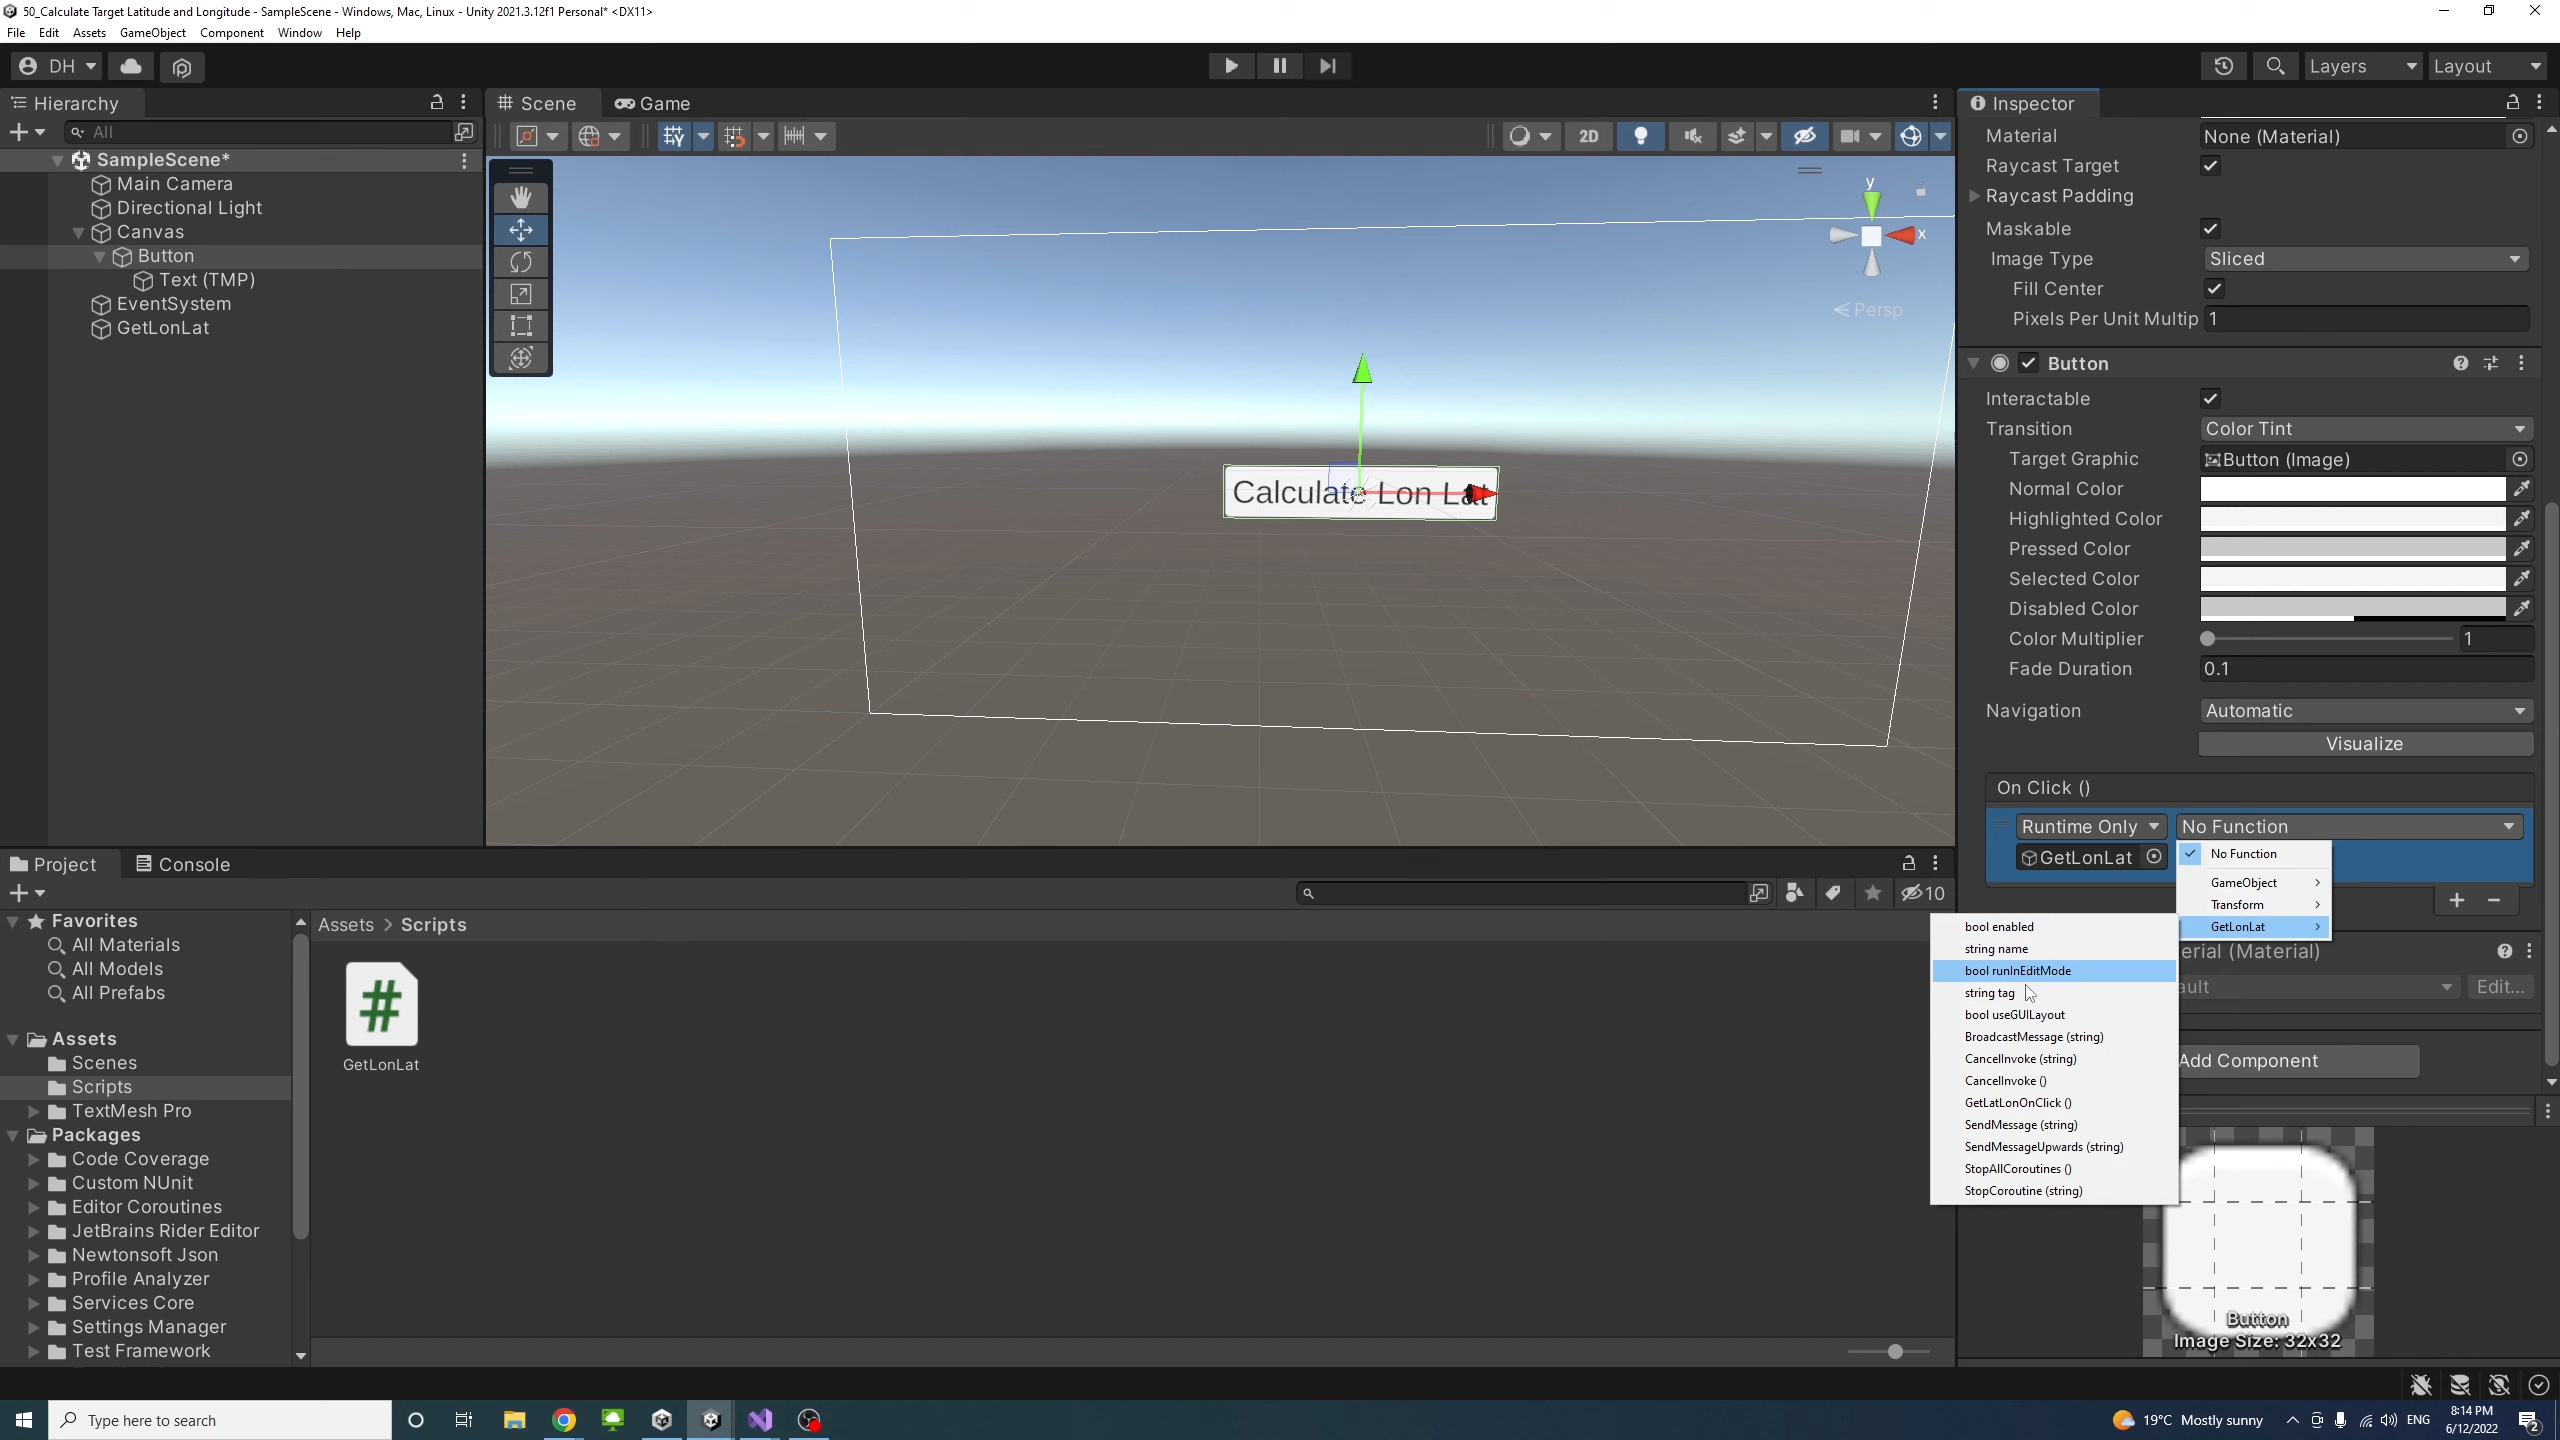 50_Calculate Target Latitude and Longitude - SampleScene - Windows, Mac, Linux - Unity 2021.3.12f1 Personal* <DX11>
File Edit Assets GameObject Component Window Help
DH
Layers
Layout
Hierarchy
All
SampleScene*
Main Camera
Directional Light
Canvas
Button
Text (TMP)
EventSystem
GetLonLat
Scene
Game
2D
y
x
Persp
Calculate Lon Lat
Inspector
Material
None (Material)
Raycast Target
Raycast Padding
Maskable
Image Type
Sliced
Fill Center
Pixels Per Unit Multip
1
Button
Interactable
Transition
Color Tint
Target Graphic
Button (Image)
Normal Color
Highlighted Color
Pressed Color
Selected Color
Disabled Color
Color Multiplier
1
Fade Duration
0.1
Navigation
Automatic
Visualize
On Click ()
Runtime Only
No Function
GetLonLat
No Function
GameObject
Transform
GetLonLat
bool enabled
string name
bool runInEditMode
string tag
bool useGUILayout
BroadcastMessage (string)
CancelInvoke (string)
CancelInvoke ()
GetLatLonOnClick ()
SendMessage (string)
SendMessageUpwards (string)
StopAllCoroutines ()
StopCoroutine (string)
erial (Material)
ault
Edit...
Add Component
Button
Image Size: 32x32
Project
Console
10
Favorites
All Materials
All Models
All Prefabs
Assets
Scenes
Scripts
TextMesh Pro
Packages
Code Coverage
Custom NUnit
Editor Coroutines
JetBrains Rider Editor
Newtonsoft Json
Profile Analyzer
Services Core
Settings Manager
Test Framework
Assets > Scripts
#
GetLonLat
Type here to search
19°C Mostly sunny
ENG
8:14 PM
6/12/2022
2